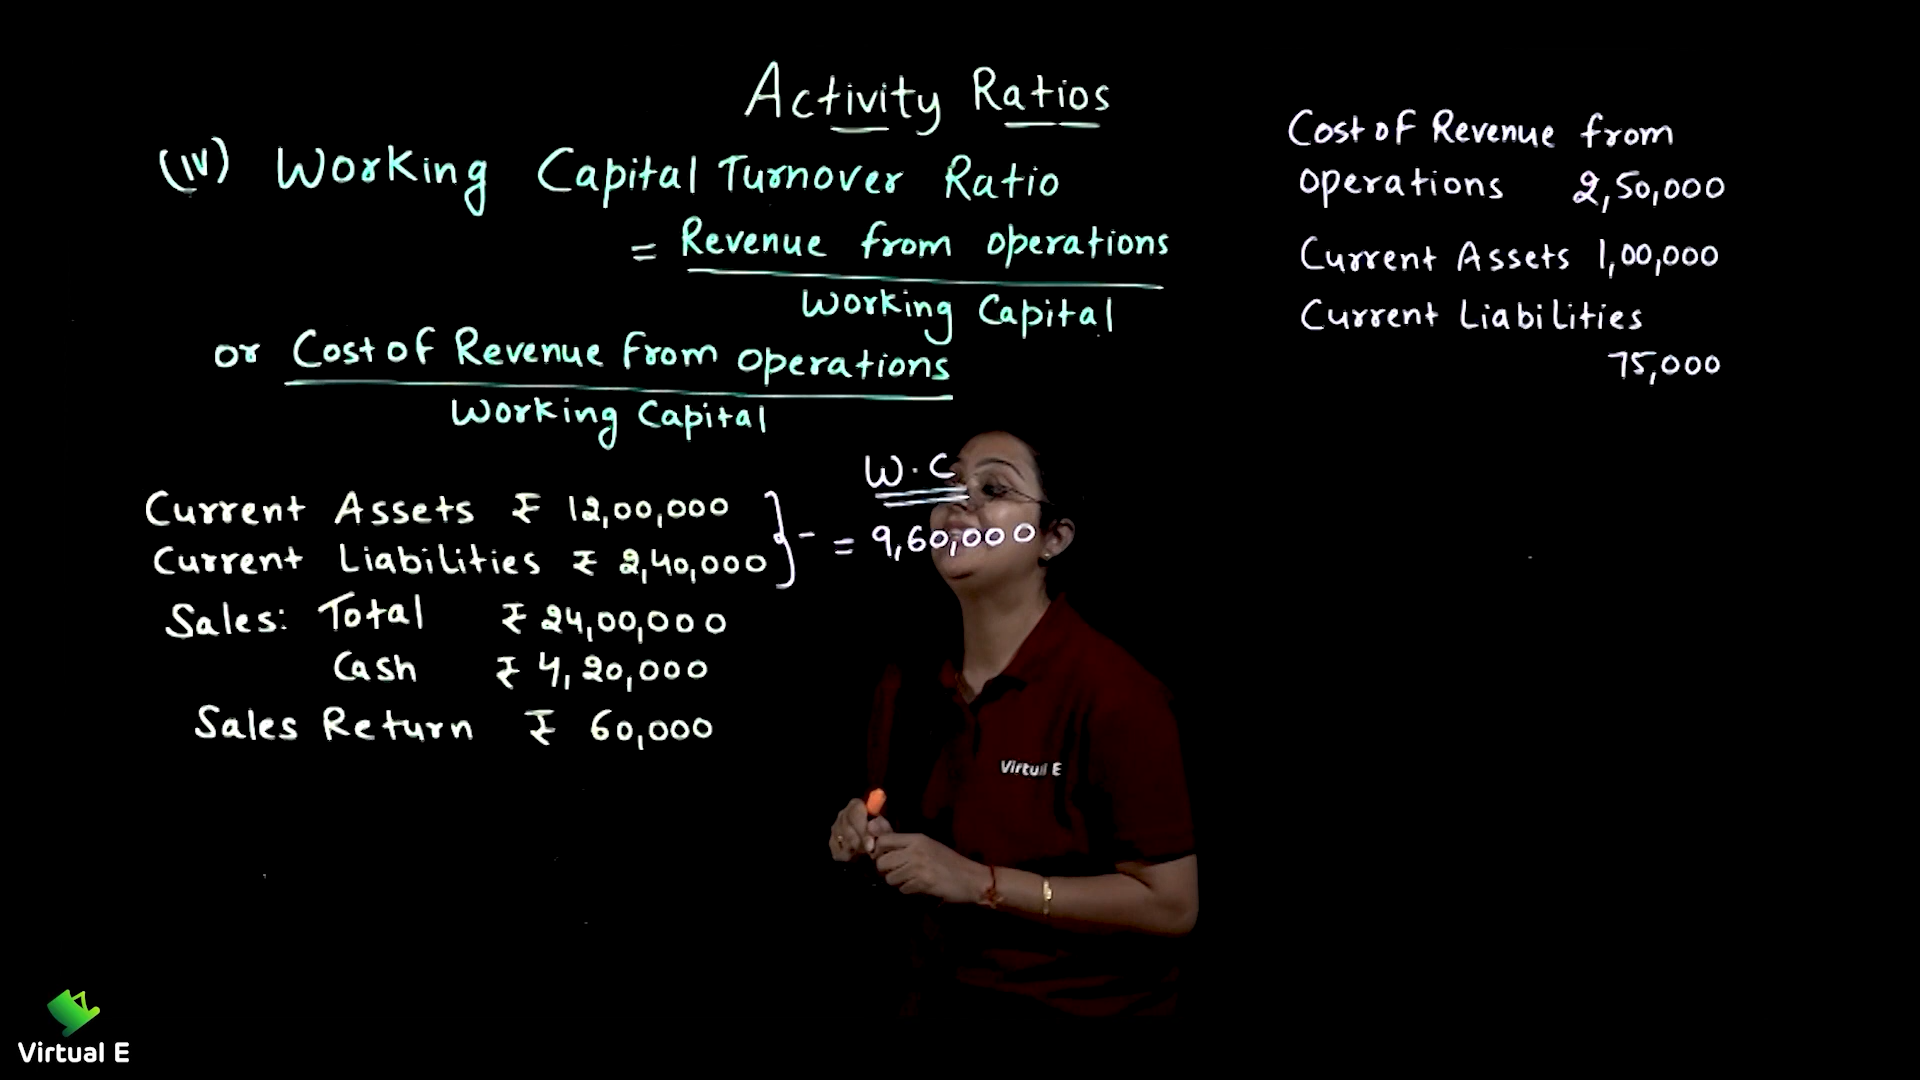 Activity Ratios
(IV) Working Capital Turnover Ratio
= Revenue from operations
Working Capital
or Cost of Revenue from operations
Working Capital
Current Assets ₹ 12,00,000
Current Liabilities ₹ 2,40,000
Sales: Total ₹ 24,00,000
Cash ₹ 4,20,000
Sales Return ₹ 60,000
W.C
- = 9,60,000
Cost of Revenue from
operations 2,50,000
Current Assets 1,00,000
Current Liabilities
75,000
Virtual E
Virtual E